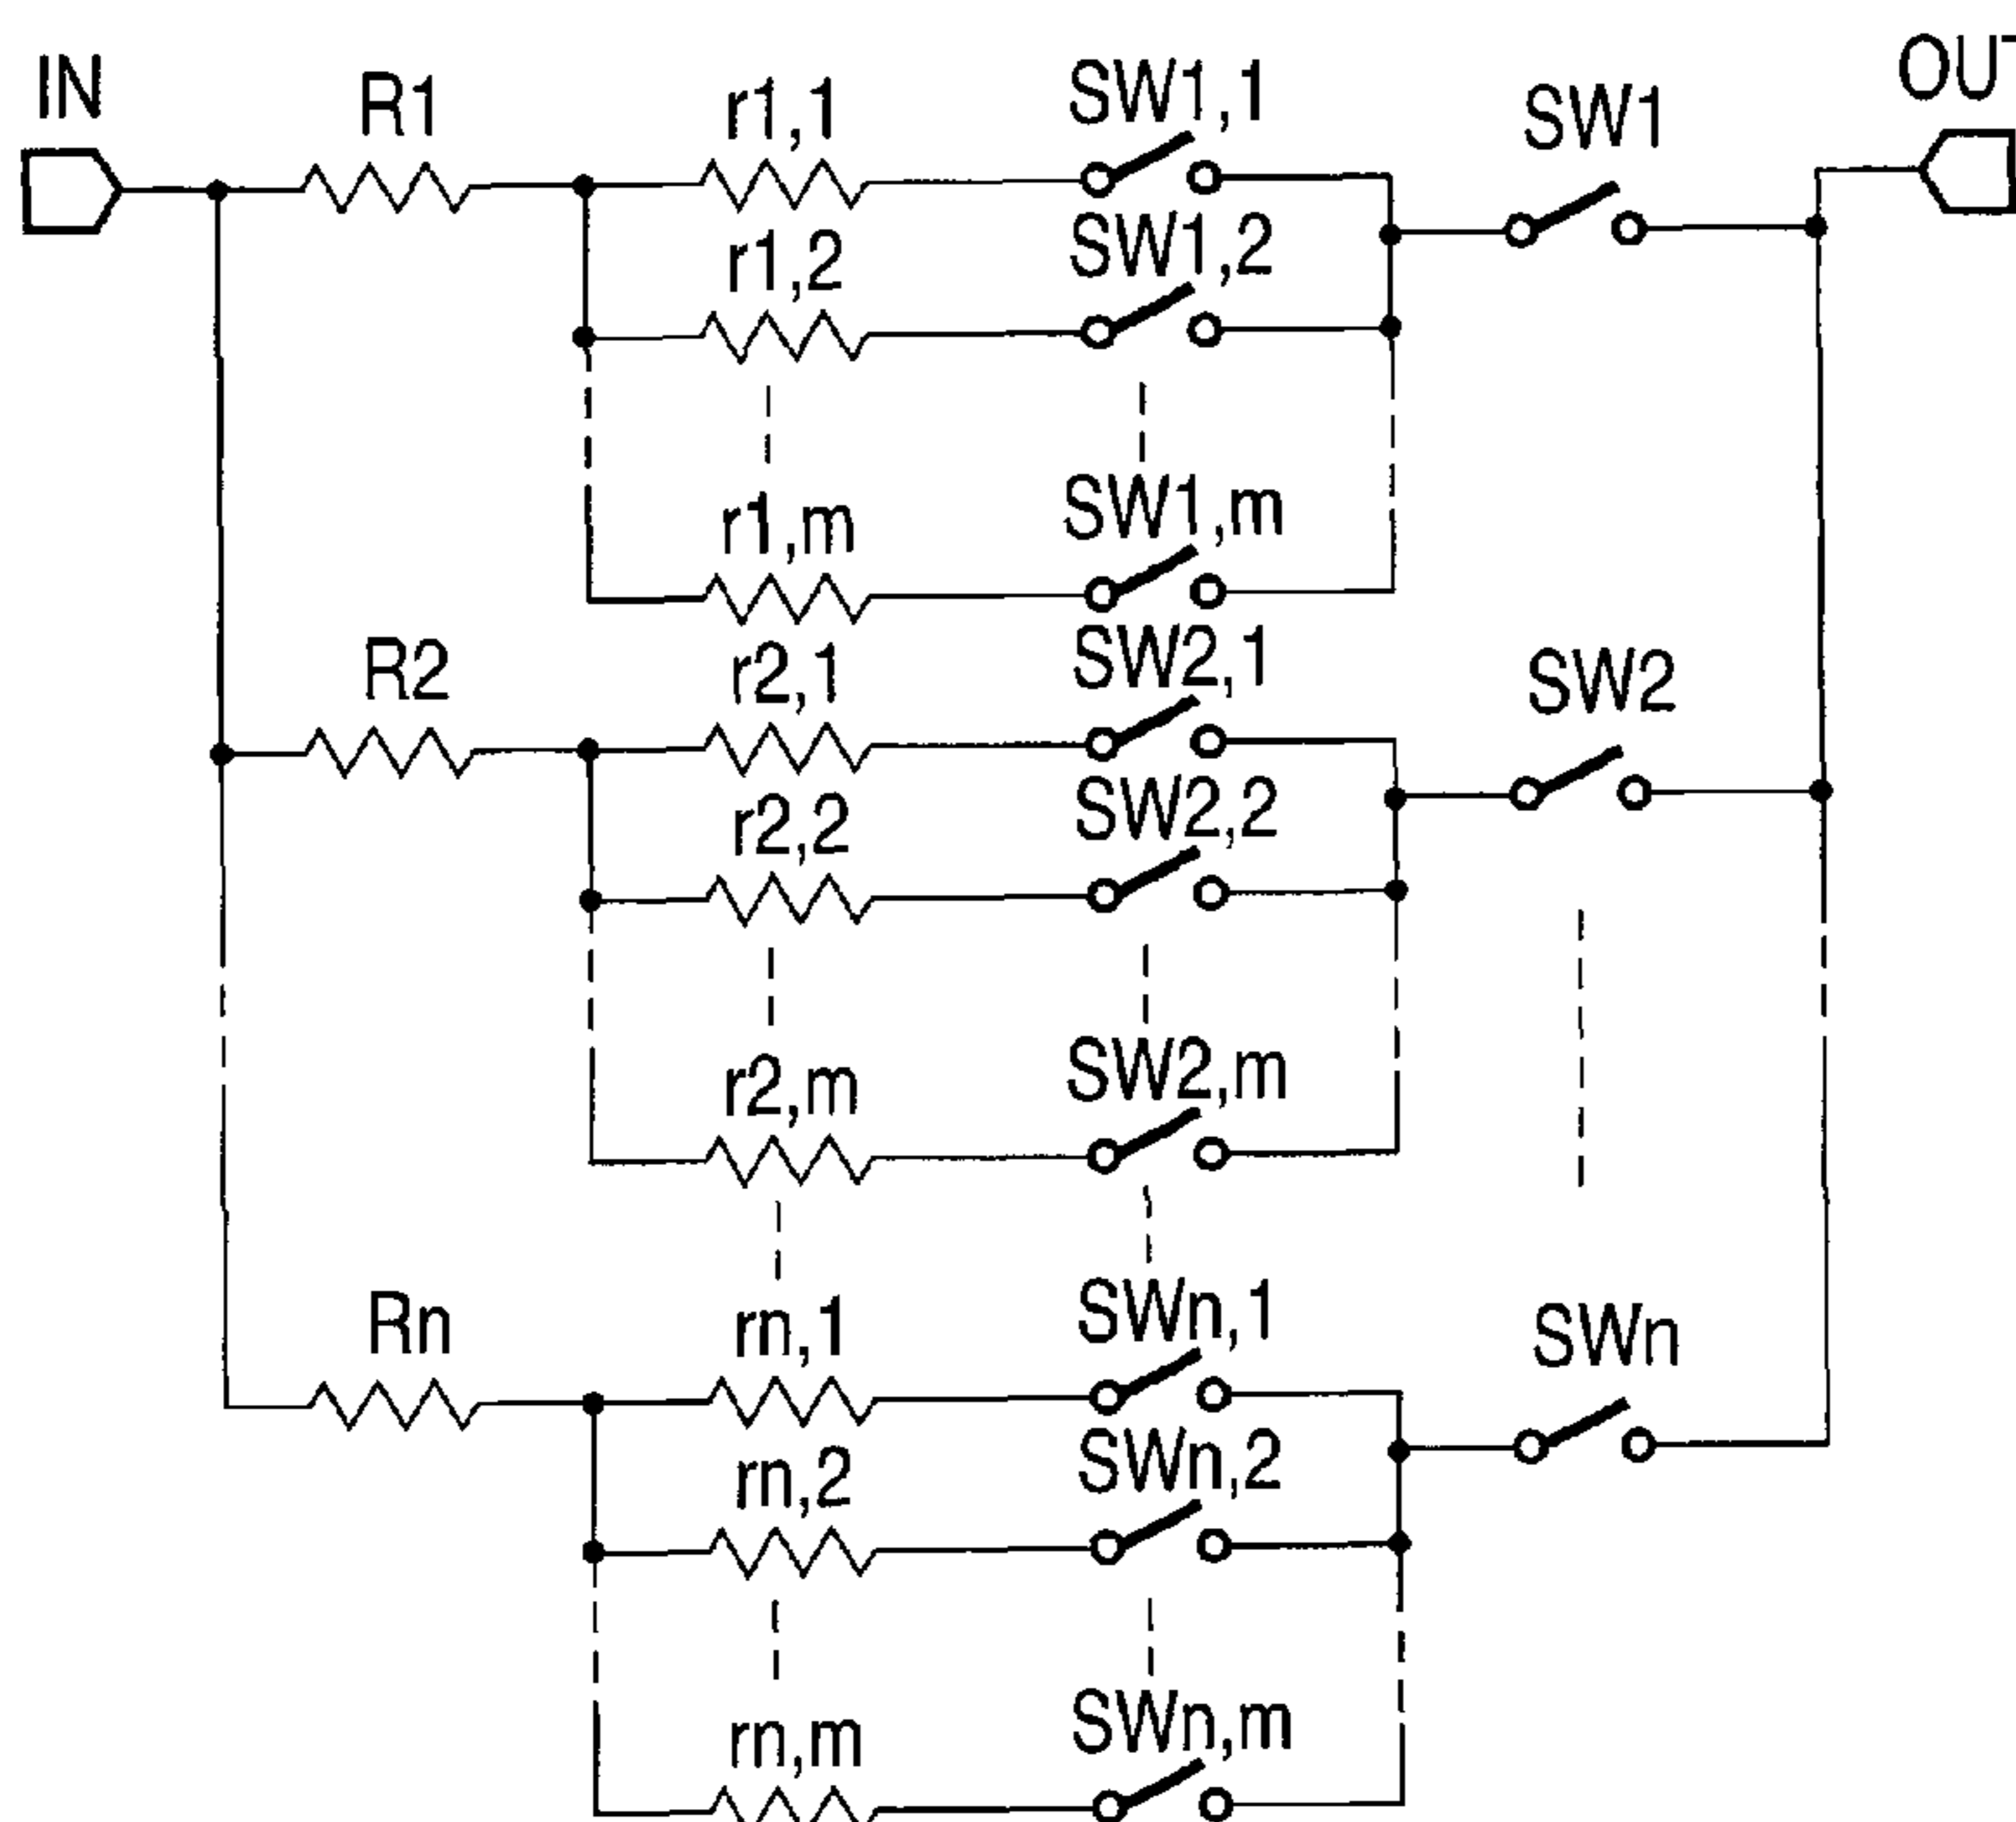 IN
R1
r1,1
SW1,1
SW1
OUT
r1,2
SW1,2
r1,m
SW1,m
R2
r2,1
SW2,1
SW2
r2,2
SW2,2
r2,m
SW2,m
Rn
rn,1
SWn,1
SWn
rn,2
SWn,2
rn,m
SWn,m